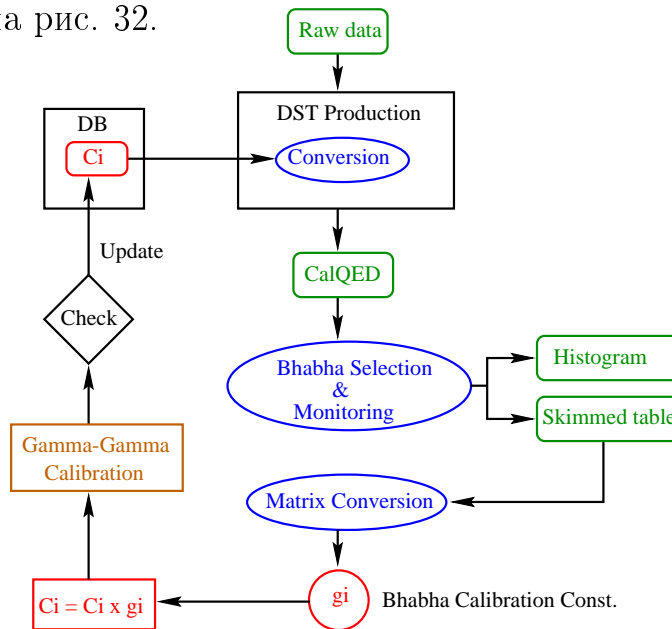 на рис. 32.
Raw data
DST Production
DB
Conversion
Ci
Update
CalQED
Check
Bhabha Selection
&
Monitoring
Histogram
Skimmed table
Gamma-Gamma
Calibration
Matrix Conversion
gi
Bhabha Calibration Const.
Ci = Ci x gi